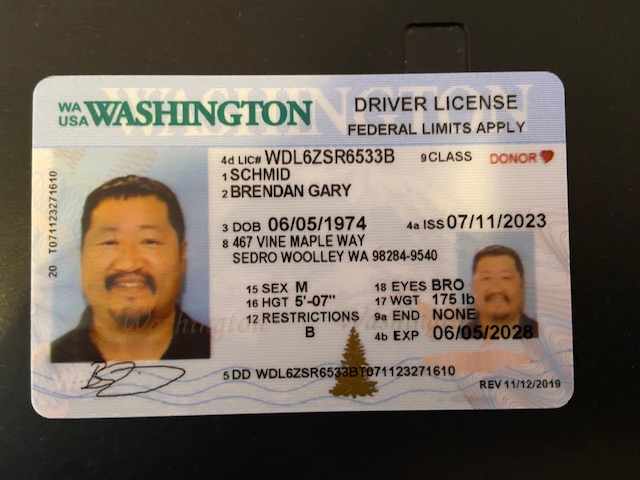 WA
USA WASHINGTON
DRIVER LICENSE
FEDERAL LIMITS APPLY
20 T071123271610
4d LIC# WDL6ZSR6533B 9 CLASS DONOR
1 SCHMID
2 BRENDAN GARY
3 DOB 06/05/1974 4a ISS 07/11/2023
8 467 VINE MAPLE WAY
SEDRO WOOLLEY WA 98284-9540
15 SEX M 18 EYES BRO
16 HGT 5'-07" 17 WGT 175 lb
12 RESTRICTIONS 9a END NONE
B 4b EXP 06/05/2028
5 DD WDL6ZSR6533BT071123271610
REV 11/12/2019